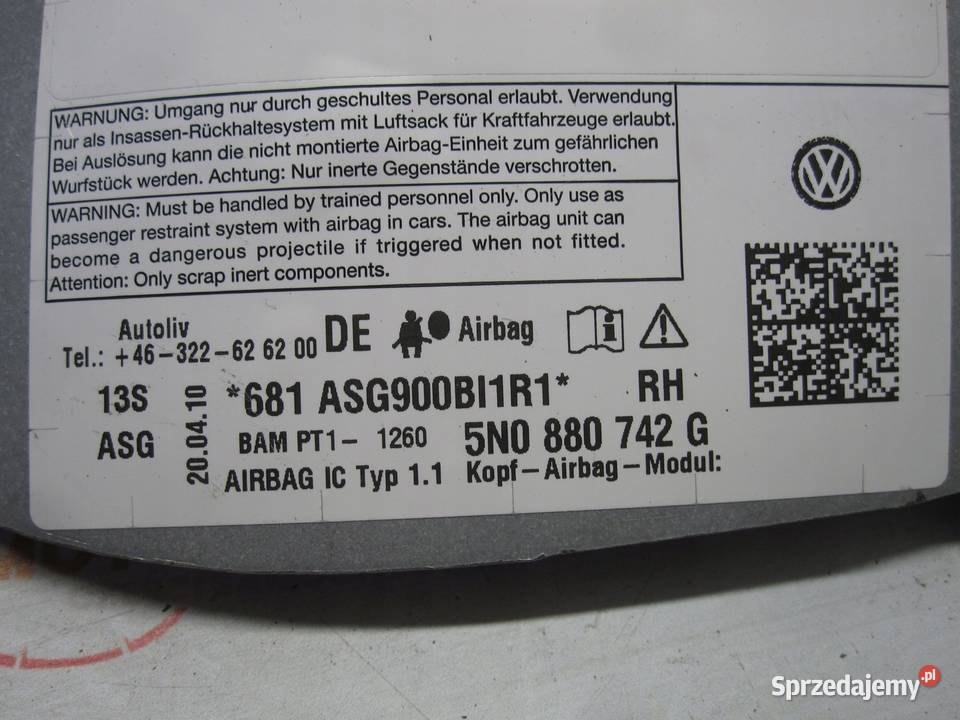 WARNUNG: Umgang nur durch geschultes Personal erlaubt. Verwendung
nur als Insassen-Rückhaltesystem mit Luftsack für Kraftfahrzeuge erlaubt.
Bei Auslösung kann die nicht montierte Airbag-Einheit zum gefährlichen
Wurfstück werden. Achtung: Nur inerte Gegenstände verschrotten.
WARNING: Must be handled by trained personnel only. Only use as
passenger restraint system with airbag in cars. The airbag unit can
become a dangerous projectile if triggered when not fitted.
Attention: Only scrap inert components.
Autoliv
Tel.: +46-322-62 62 00 DE Airbag
13S *681 ASG900BI1R1* RH
ASG BAM PT1- 1260 5N0 880 742 G
20.04.10
AIRBAG IC Typ 1.1 Kopf-Airbag-Modul:
Sprzedajemy.pl